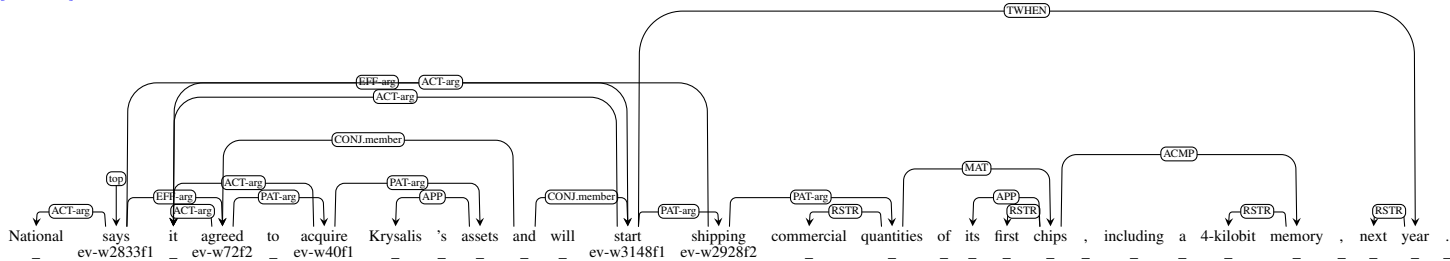 TWHEN
EFF-arg ACT-arg
ACT-arg
CONJ.member
ACMP
MAT
top ACT-arg PAT-arg
EFF-arg PAT-arg APP CONJ.member PAT-arg APP
ACT-arg ACT-arg PAT-arg RSTR RSTR RSTR RSTR
National says it agreed to acquire Krysalis 's assets and will start shipping commercial quantities of its first chips , including a 4-kilobit memory , next year .
_ ev-w2833f1 _ ev-w72f2 _ ev-w40f1 _ _ _ _ _ ev-w3148f1 ev-w2928f2 _ _ _ _ _ _ _ _ _ _ _ _ _ _ _